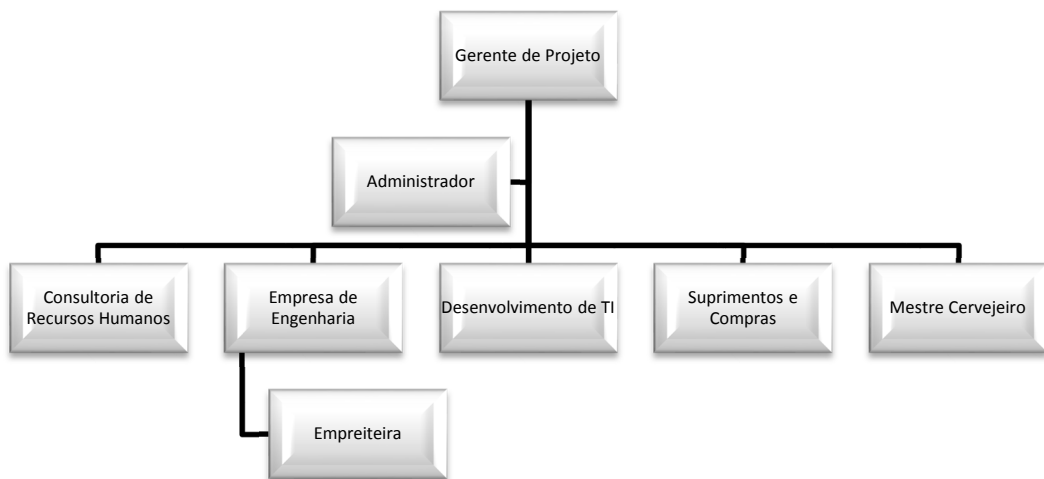 Gerente de Projeto
Administrador
Consultoria de
Recursos Humanos
Empresa de
Engenharia
Desenvolvimento de TI
Suprimentos e
Compras
Mestre Cervejeiro
Empreiteira